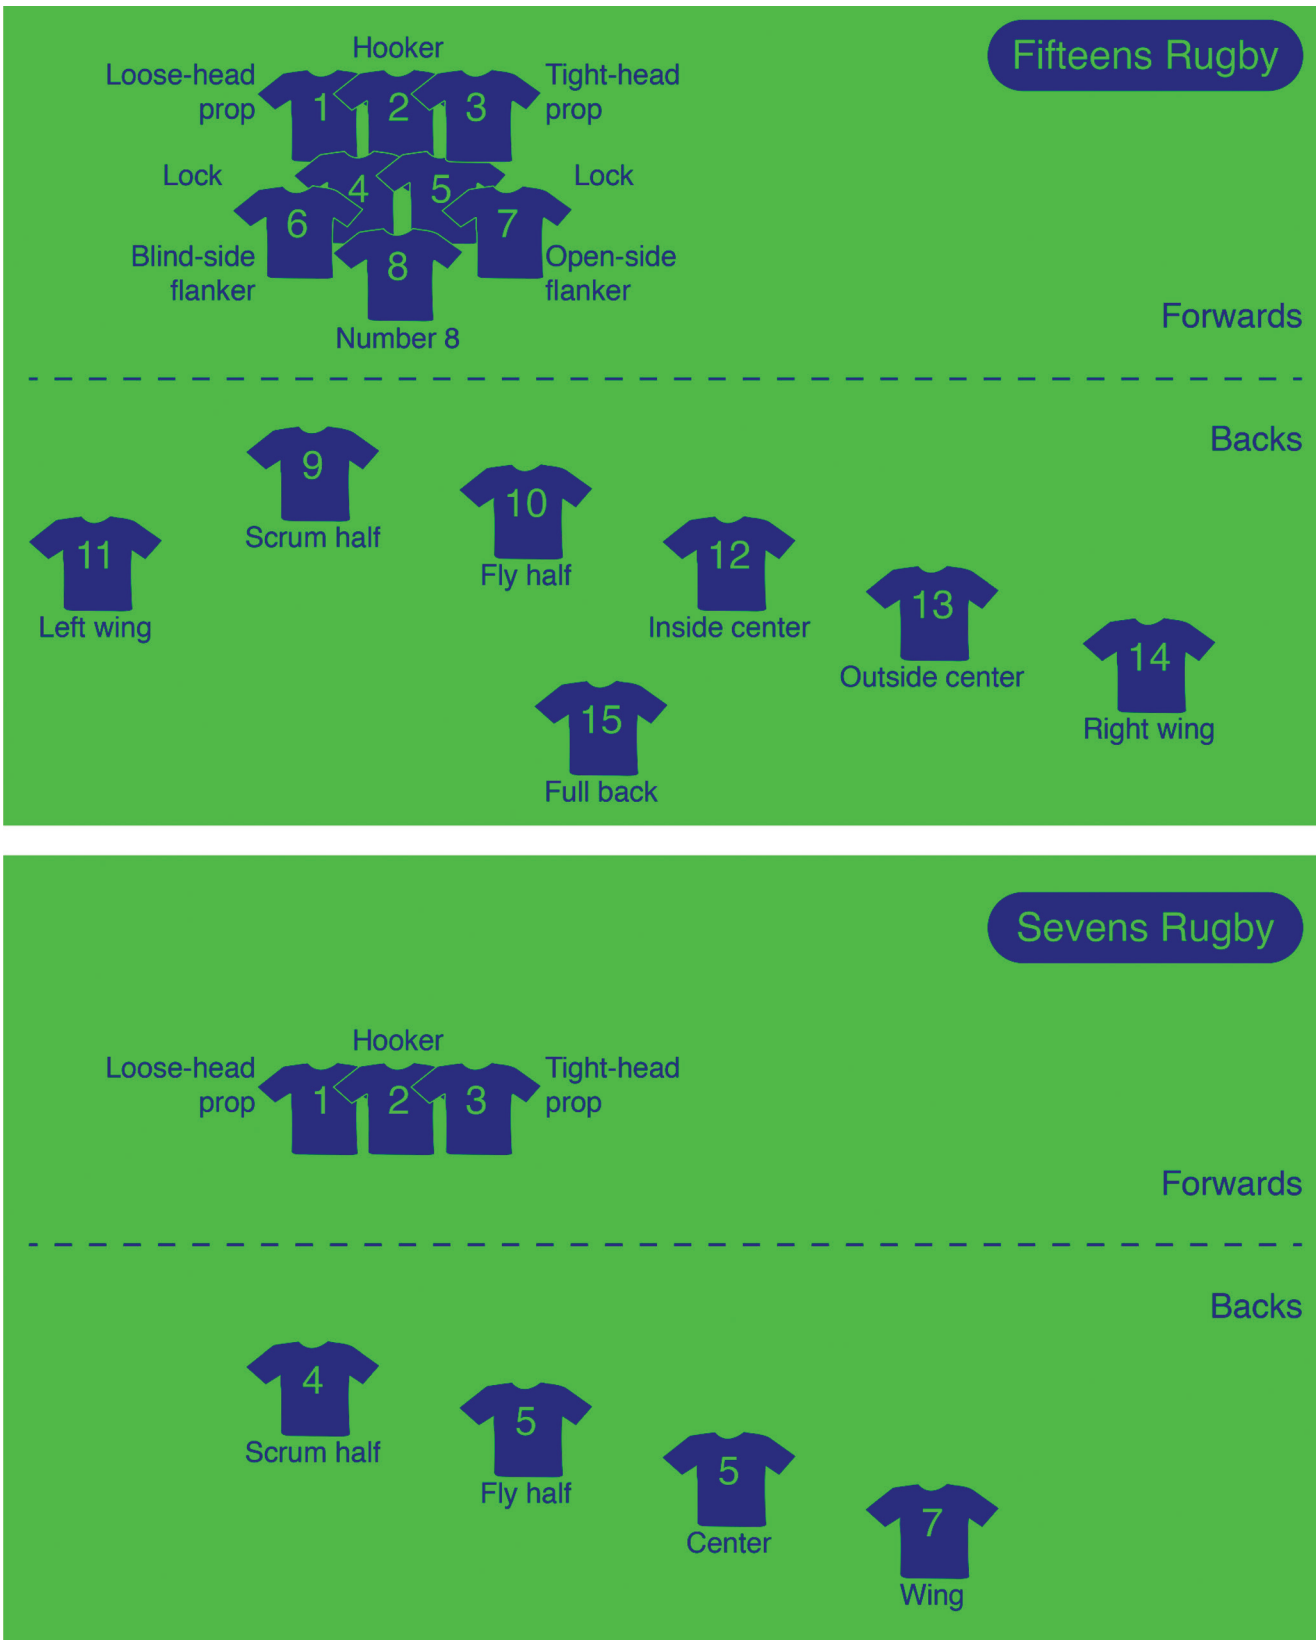 Fifteens Rugby
Hooker
Loose-head
prop
1
2
3
Tight-head
prop
Lock
4
5
Lock
6
7
Blind-side
flanker
8
Open-side
flanker
Number 8
Forwards
Backs
9
Scrum half
10
Fly half
11
Left wing
12
Inside center
13
Outside center
14
Right wing
15
Full back
Sevens Rugby
Hooker
Loose-head
prop
1
2
3
Tight-head
prop
Forwards
Backs
4
Scrum half
5
Fly half
5
Center
7
Wing